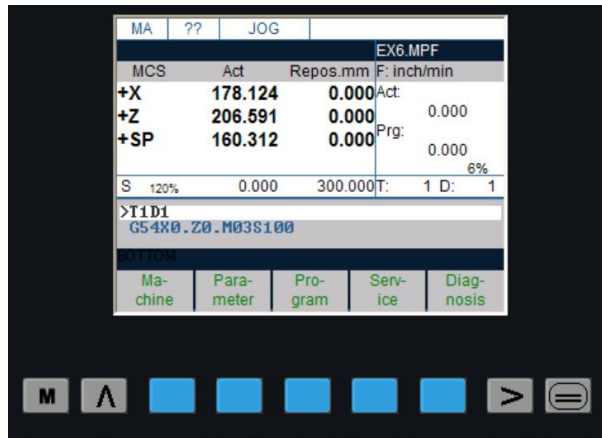 MA ?? JOG
EX6.MPF
MCS Act Repos.mm F: inch/min
+X 178.124 0.000 Act:
0.000
+Z 206.591 0.000
+SP 160.312 0.000 Prg:
0.000
6%
S 120% 0.000 300.000 T: 1 D: 1
>T1D1
G54X0.Z0.M03S100
BOTTOM
Ma- Para- Pro- Serv- Diag-
chine meter gram ice nosis
M Λ >